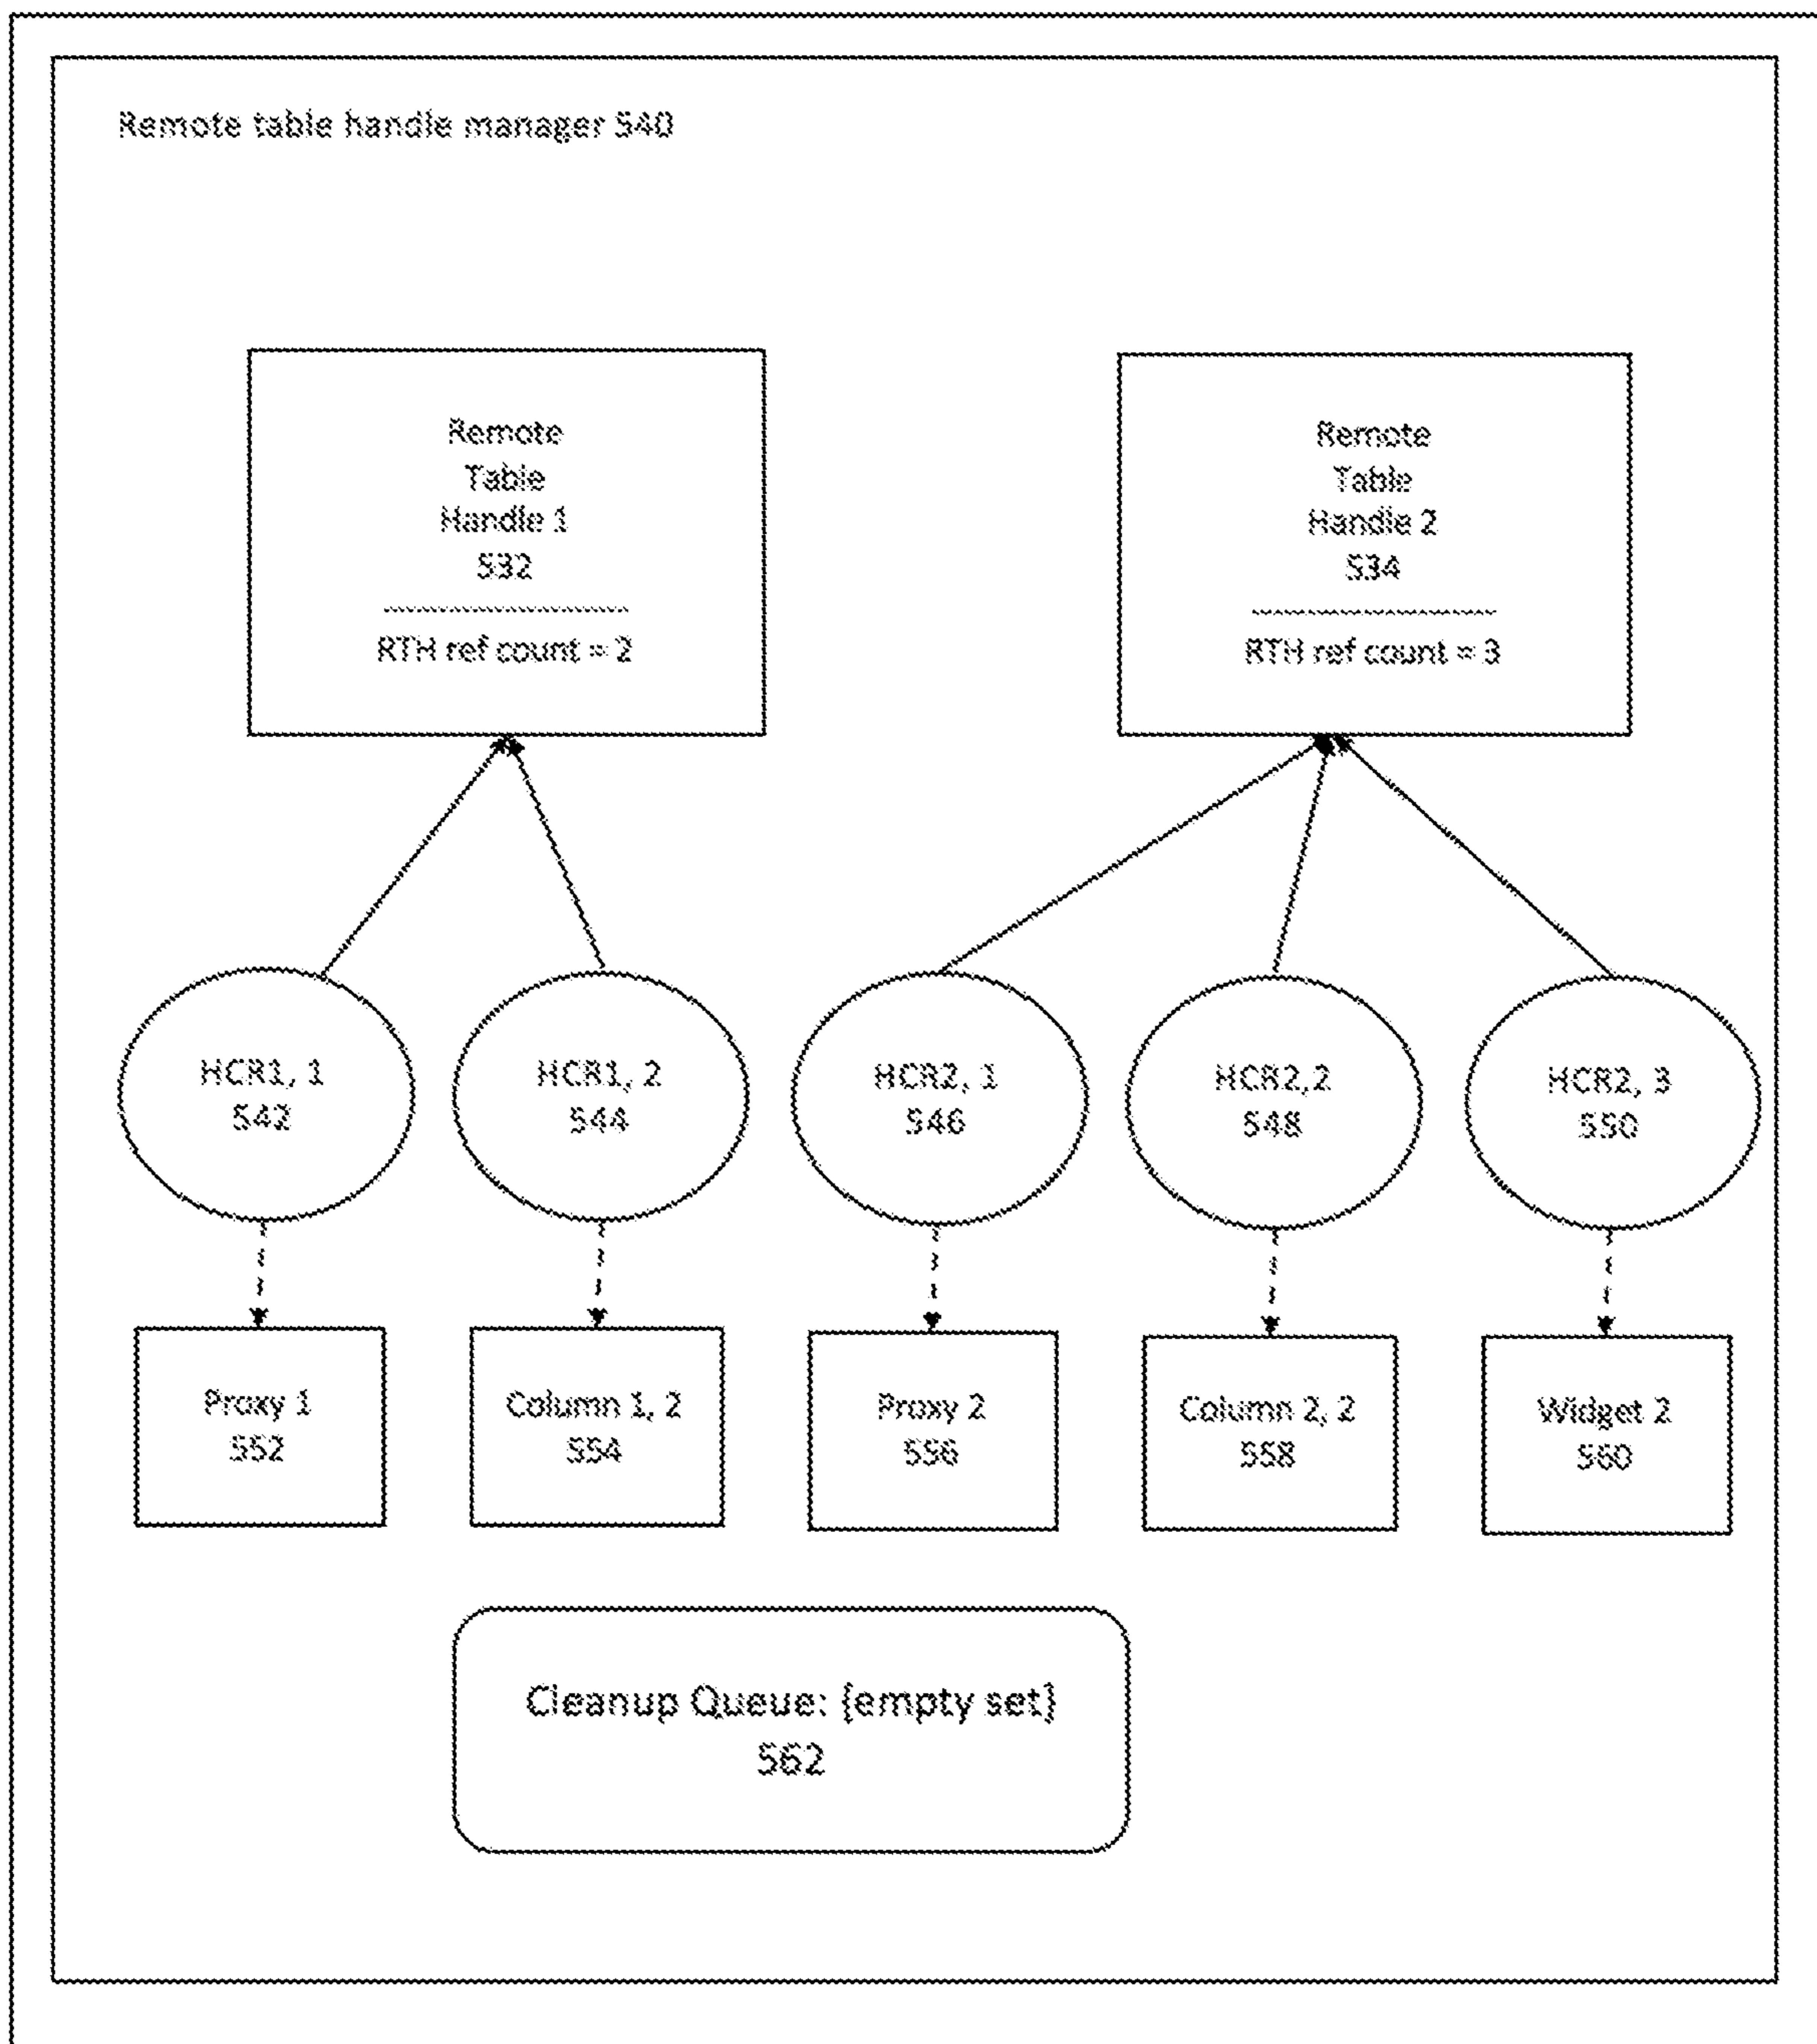 Remote table handle manager 540
Remote
Table
Handle 1
532
RTH ref count = 2
Remote
Table
Handle 2
534
RTH ref count = 3
HCR1, 1
542
HCR1, 2
544
HCR2, 1
546
HCR2,2
548
HCR2, 3
550
Proxy 1
552
Column 1, 2
554
Proxy 2
556
Column 2, 2
558
Widget 2
560
Cleanup Queue: {empty set}
562